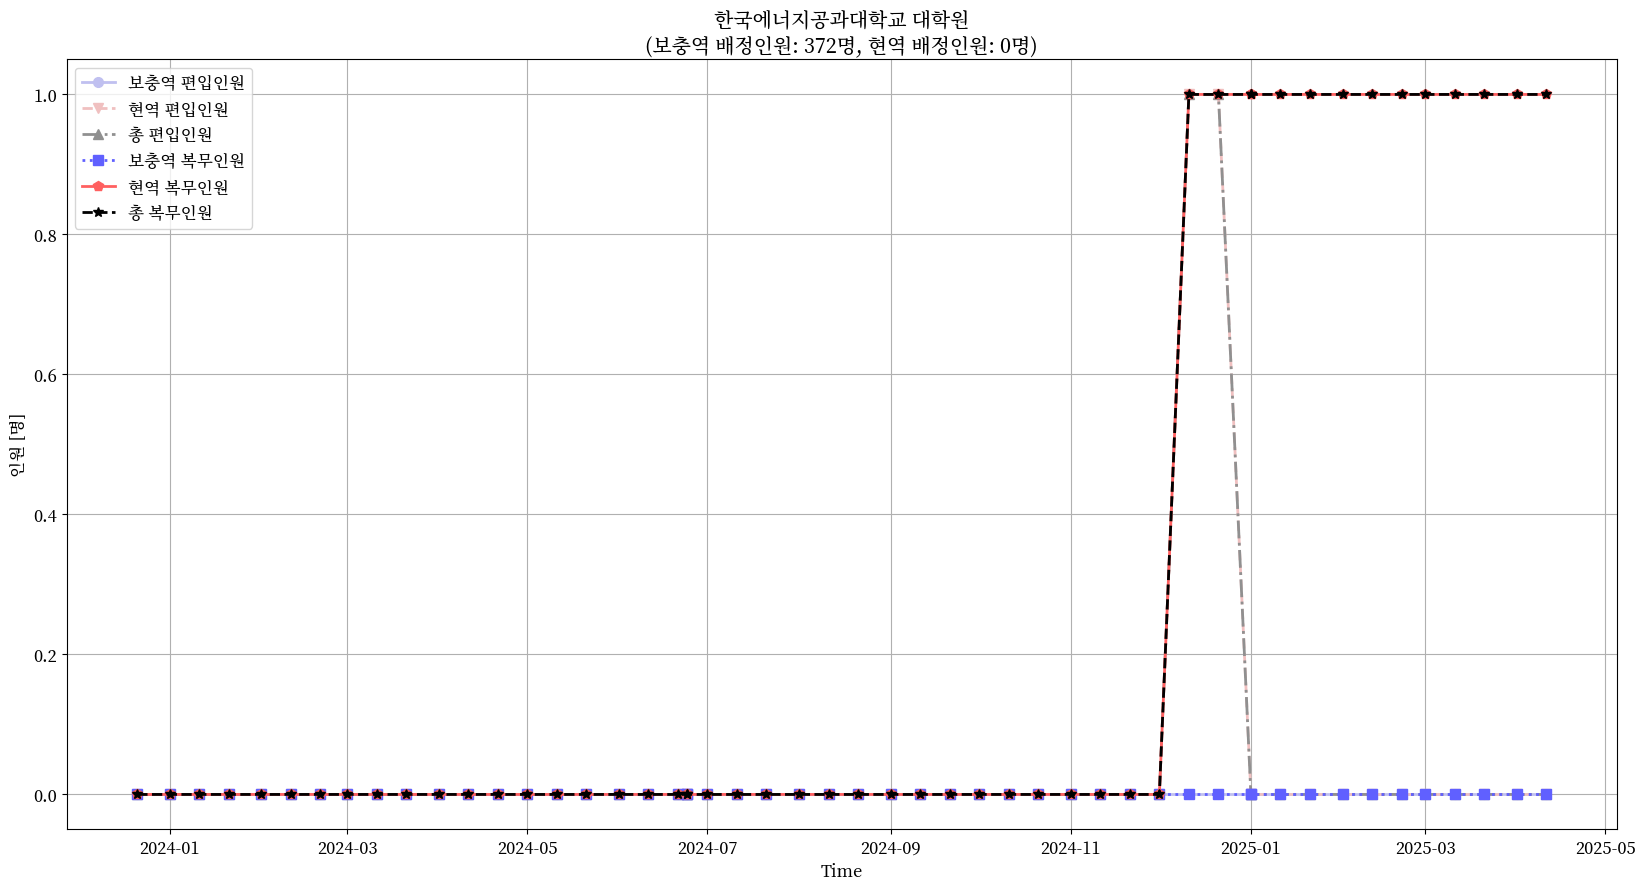 한국에너지공과대학교 대학원
(보충역 배정인원: 372명, 현역 배정인원: 0명)
보충역 편입인원
현역 편입인원
총 편입인원
보충역 복무인원
현역 복무인원
총 복무인원
1.0
0.8
0.6
0.4
0.2
0.0
인원 [명]
2024-01
2024-03
2024-05
2024-07
2024-09
2024-11
2025-01
2025-03
2025-05
Time